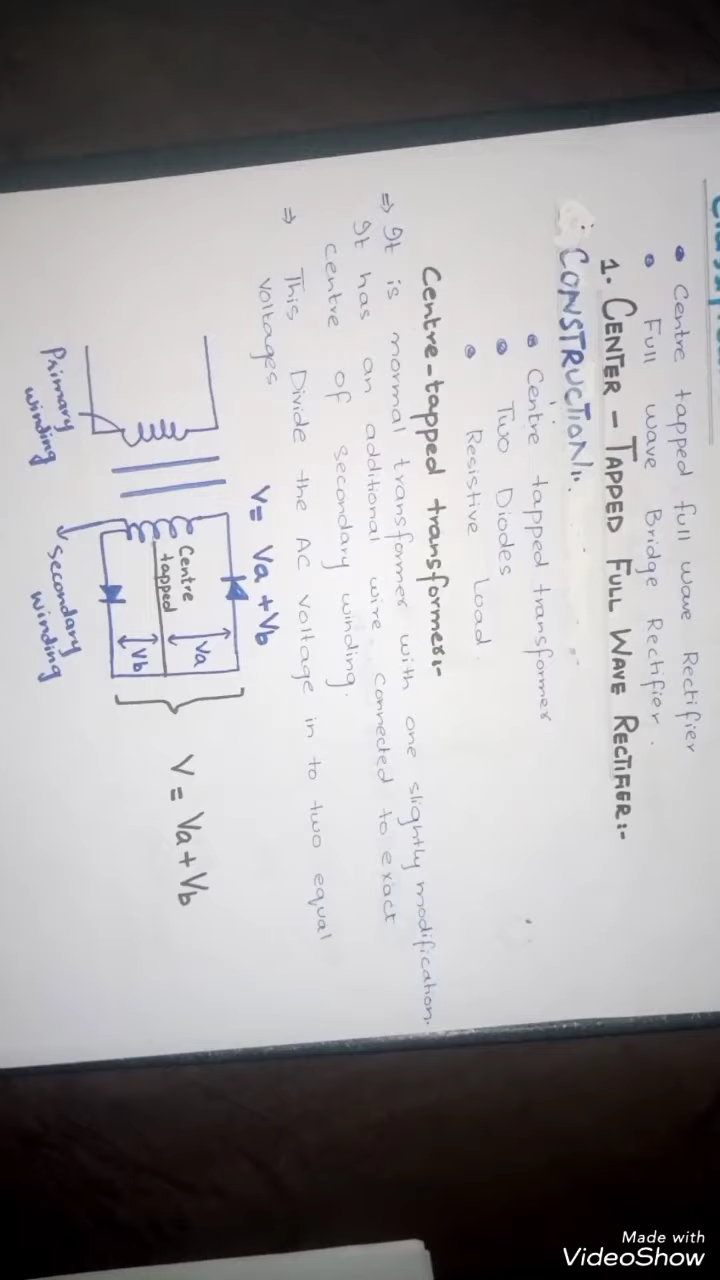 • Centre tapped full wave Rectifier
• Full wave Bridge Rectifier.
1. CENTER - TAPPED FULL WAVE RECTIFIER:-
CONSTRUCTION:
• Centre tapped transformer
• Two Diodes
• Resistive Load.
Centre-tapped transformer:-
⇒ It is normal transformer with one slightly modification.
It has an additional wire connected to exact
centre of secondary winding.
⇒ This Divide the AC voltage in to two equal
voltages
V = Va + Vb
Va
Centre
tapped
Vb
V = Va + Vb
Primary
winding
secondary
winding
Made with
VideoShow